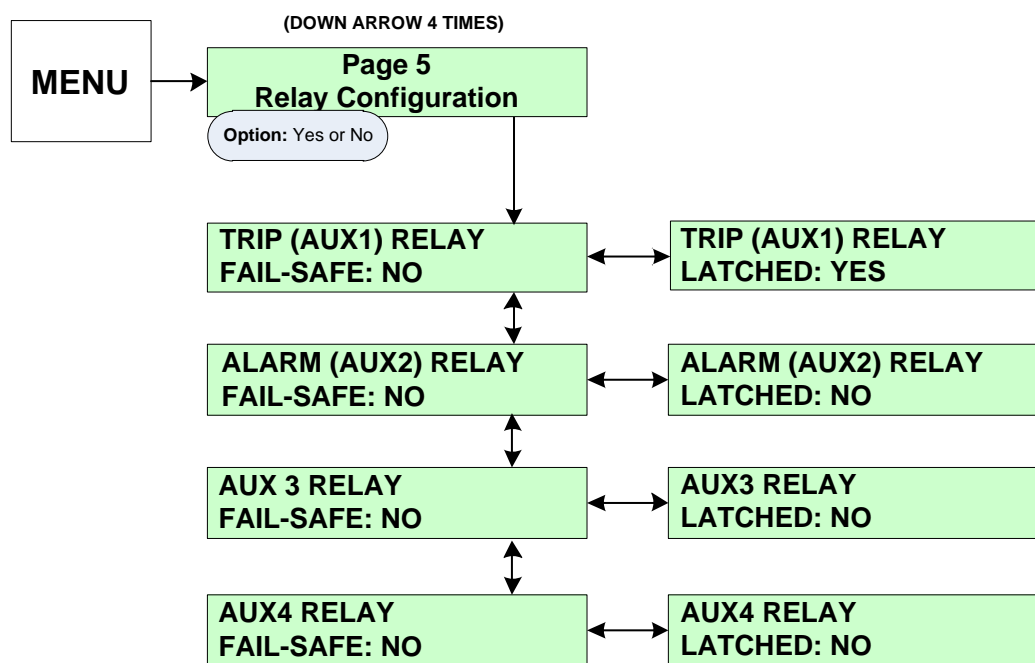 (DOWN ARROW 4 TIMES)
MENU
Page 5
Relay Configuration
Option: Yes or No
TRIP (AUX1) RELAY
FAIL-SAFE: NO
TRIP (AUX1) RELAY
LATCHED: YES
ALARM (AUX2) RELAY
FAIL-SAFE: NO
ALARM (AUX2) RELAY
LATCHED: NO
AUX 3 RELAY
FAIL-SAFE: NO
AUX3 RELAY
LATCHED: NO
AUX4 RELAY
FAIL-SAFE: NO
AUX4 RELAY
LATCHED: NO